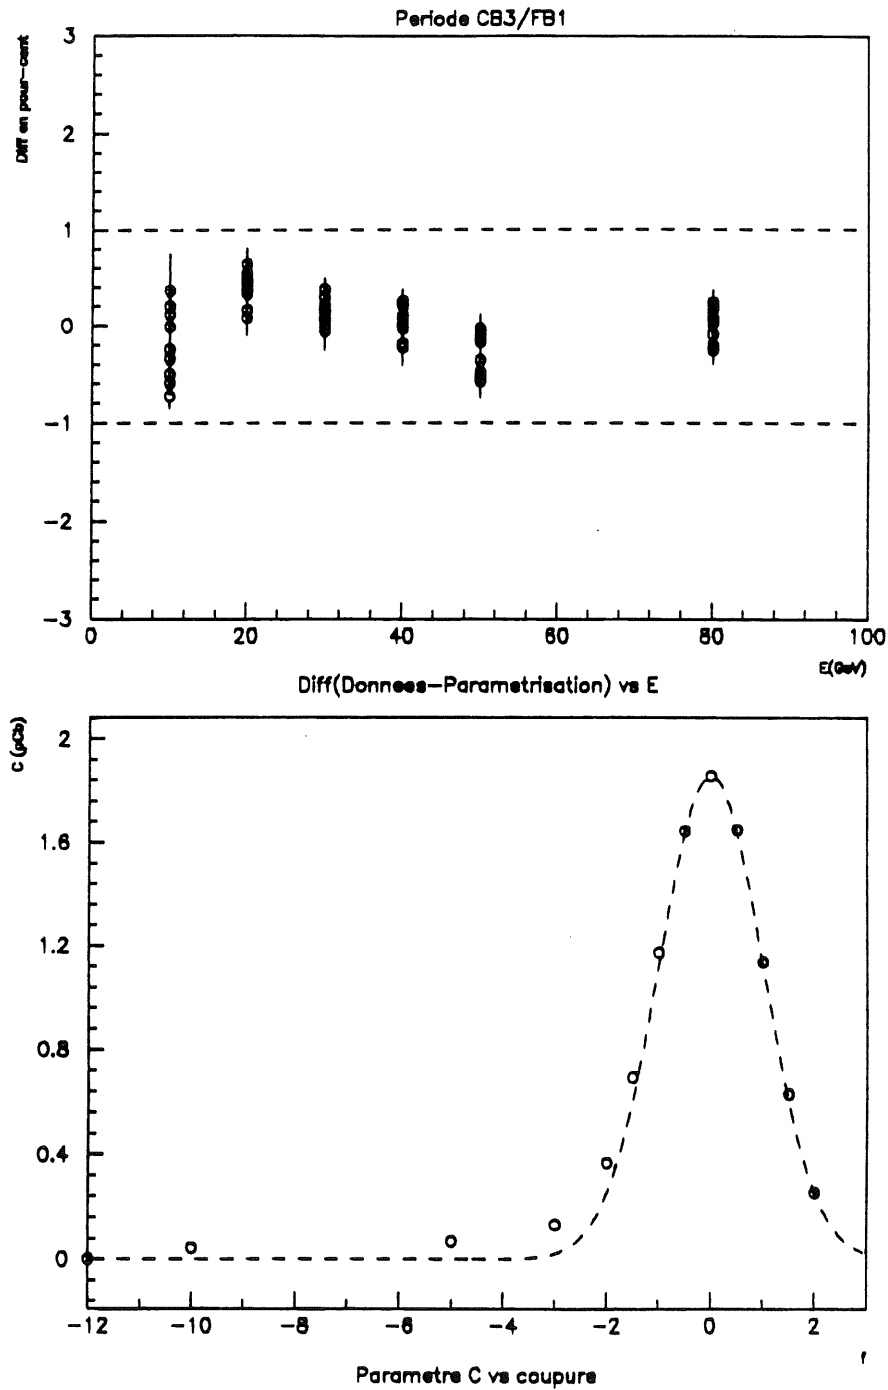 Periode CB3/FB1
Diff en pour-cent
3
2
1
0
-1
-2
-3
0 20 40 60 80 100
E(GeV)
Diff(Donnees-Parametrisation) vs E
C (pCb)
2
1.6
1.2
0.8
0.4
0
-12 -10 -8 -6 -4 -2 0 2
f
Parametre C vs coupure